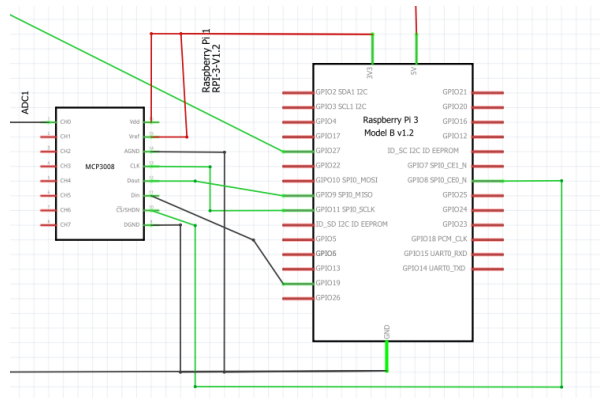 Raspberry Pi 1
RPI-3-V1.2
ADC1
3V3
5V
CH0
CH1
CH2
CH3
CH4
CH5
CH6
CH7
MCP3008
Vdd
Vref
AGND
CLK
Dout
Din
CS/SHDN
DGND
GPIO2 SDA1 I2C
GPIO3 SCL1 I2C
GPIO4
GPIO17
GPIO27
GPIO22
GPIO10 SPI0_MOSI
GPIO9 SPI0_MISO
GPIO11 SPI0_SCLK
ID_SD I2C ID EEPROM
GPIO5
GPIO6
GPIO13
GPIO19
GPIO26
Raspberry Pi 3
Model B v1.2
GPIO21
GPIO20
GPIO16
GPIO12
ID_SC I2C ID EEPROM
GPIO7 SPI0_CE1_N
GPIO8 SPI0_CE0_N
GPIO25
GPIO24
GPIO23
GPIO18 PCM_CLK
GPIO15 UART0_RXD
GPIO14 UART0_TXD
GND